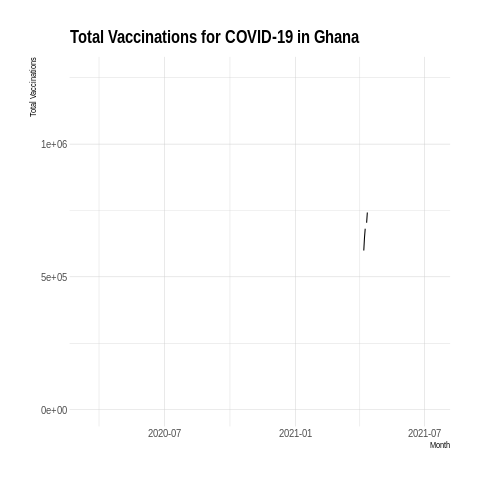 Total Vaccinations for COVID-19 in Ghana
Total Vaccinations
1e+06
5e+05
0e+00
2020-07 2021-01 2021-07
Month